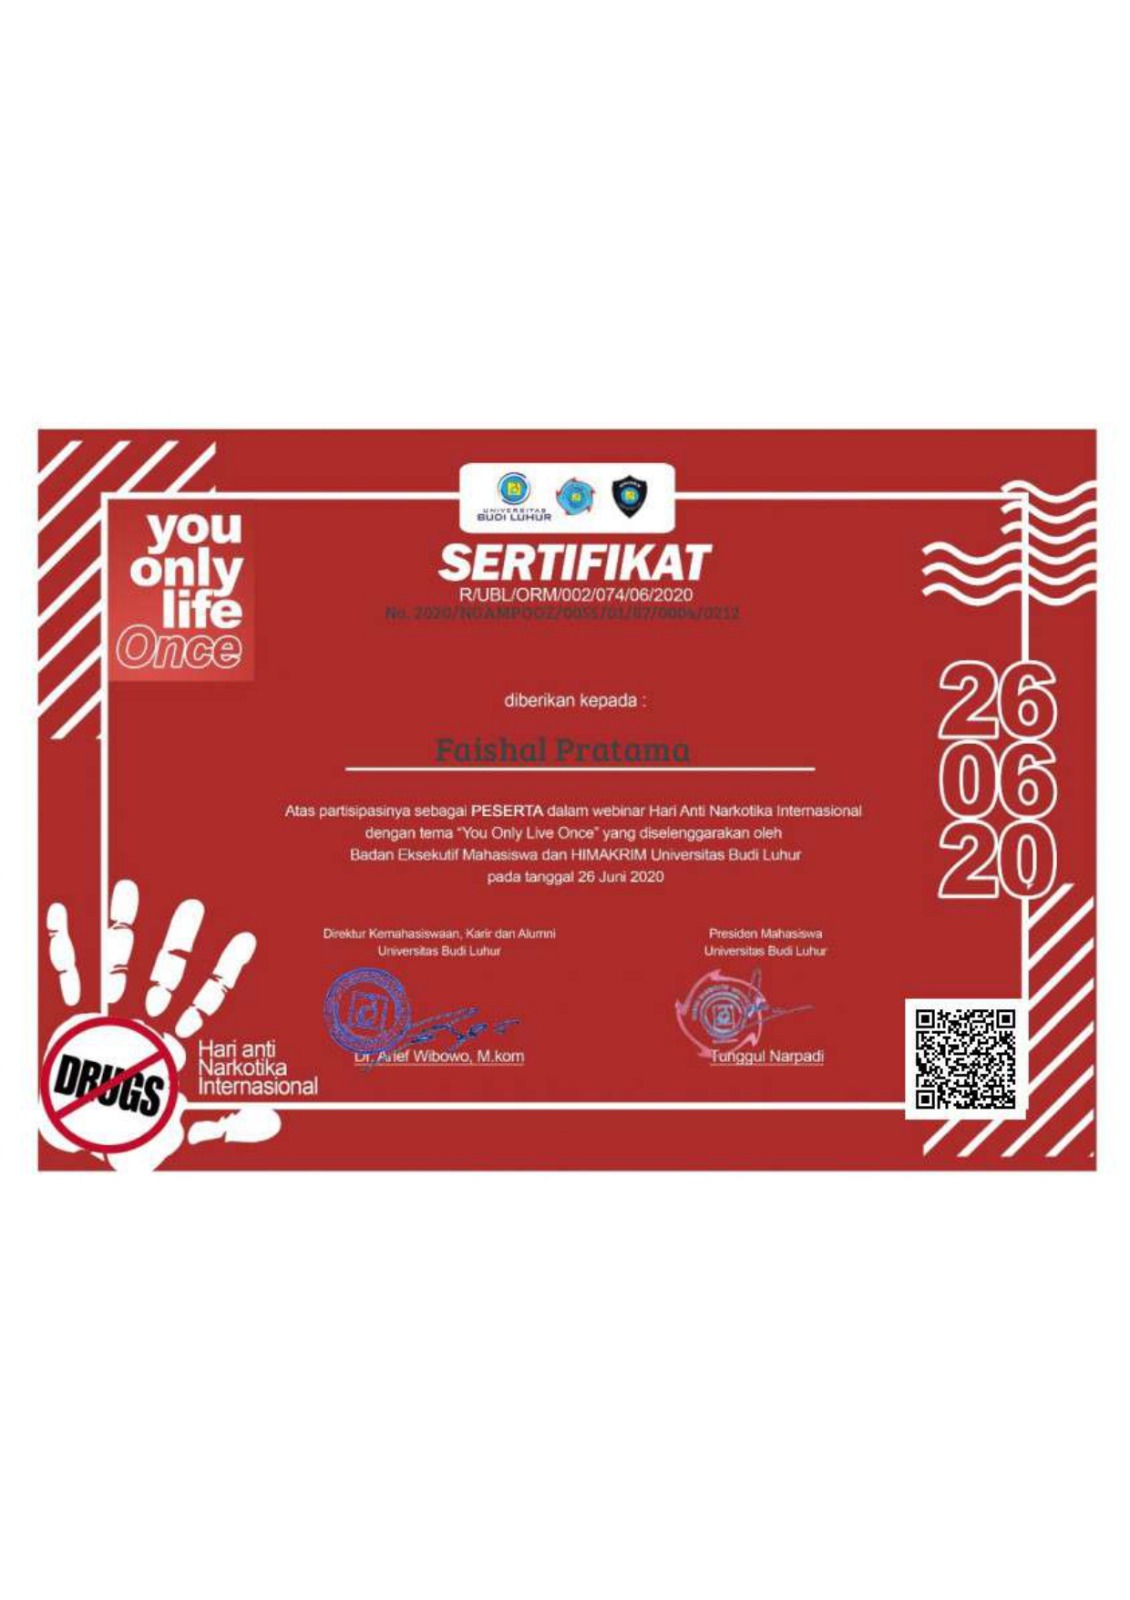 UNIVERSITAS
BUDI LUHUR
you
only
life
Once
SERTIFIKAT
R/UBL/ORM/002/074/06/2020
No. 2020/NGAMPOOZ/0055/01/87/000s/0212
diberikan kepada :
Faishal Pratama
Atas partisipasinya sebagai PESERTA dalam webinar Hari Anti Narkotika Internasional
dengan tema "You Only Live Once" yang diselenggarakan oleh
Badan Eksekutif Mahasiswa dan HIMAKRIM Universitas Budi Luhur
pada tanggal 26 Juni 2020
26
06
20
Direktur Kemahasiswaan, Karir dan Alumni
Universitas Budi Luhur
Dr. Arief Wibowo, M.kom
Presiden Mahasiswa
Universitas Budi Luhur
Tunggul Narpadi
DRUGS
Hari anti
Narkotika
Internasional